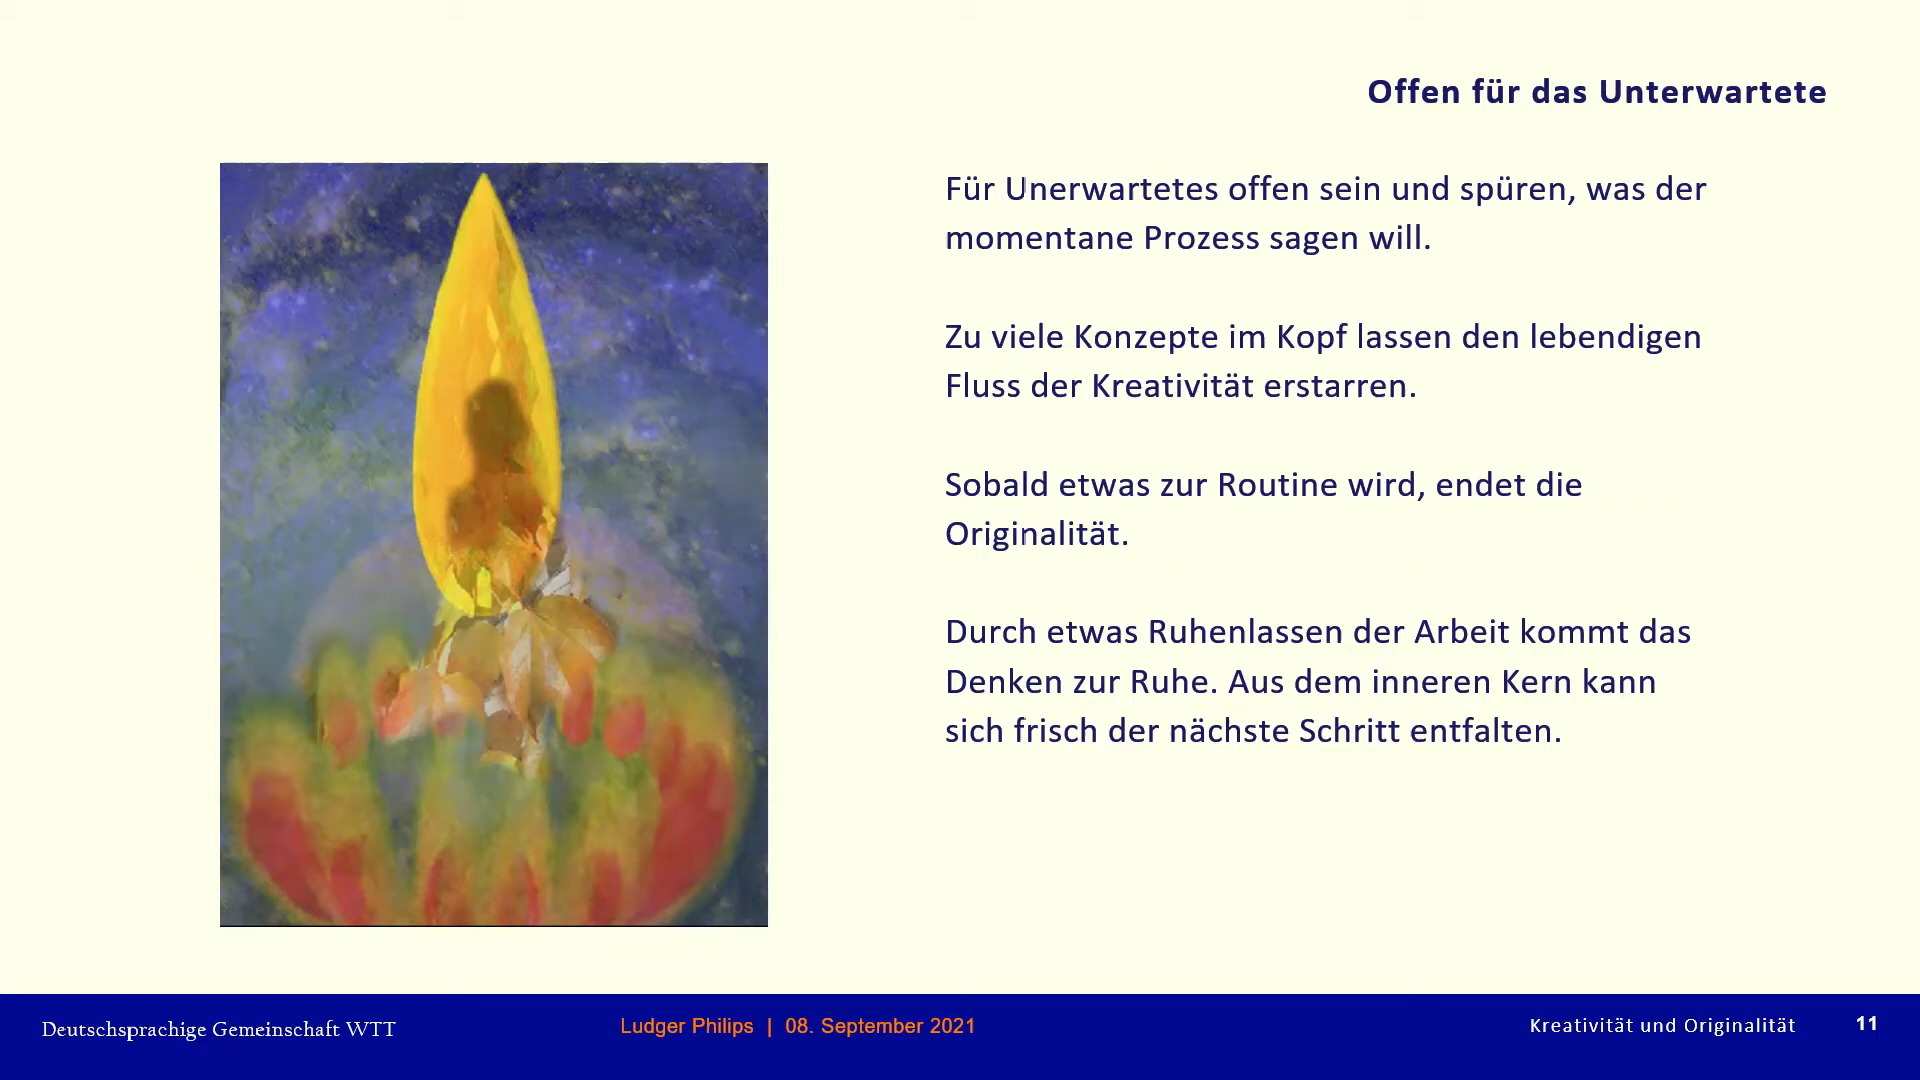 Offen für das Unterwartete
Für Unerwartetes offen sein und spüren, was der
momentane Prozess sagen will.
Zu viele Konzepte im Kopf lassen den lebendigen
Fluss der Kreativität erstarren.
Sobald etwas zur Routine wird, endet die
Originalität.
Durch etwas Ruhenlassen der Arbeit kommt das
Denken zur Ruhe. Aus dem inneren Kern kann
sich frisch der nächste Schritt entfalten.
Deutschsprachige Gemeinschaft WTT
Ludger Philips | 08. September 2021
Kreativität und Originalität
11